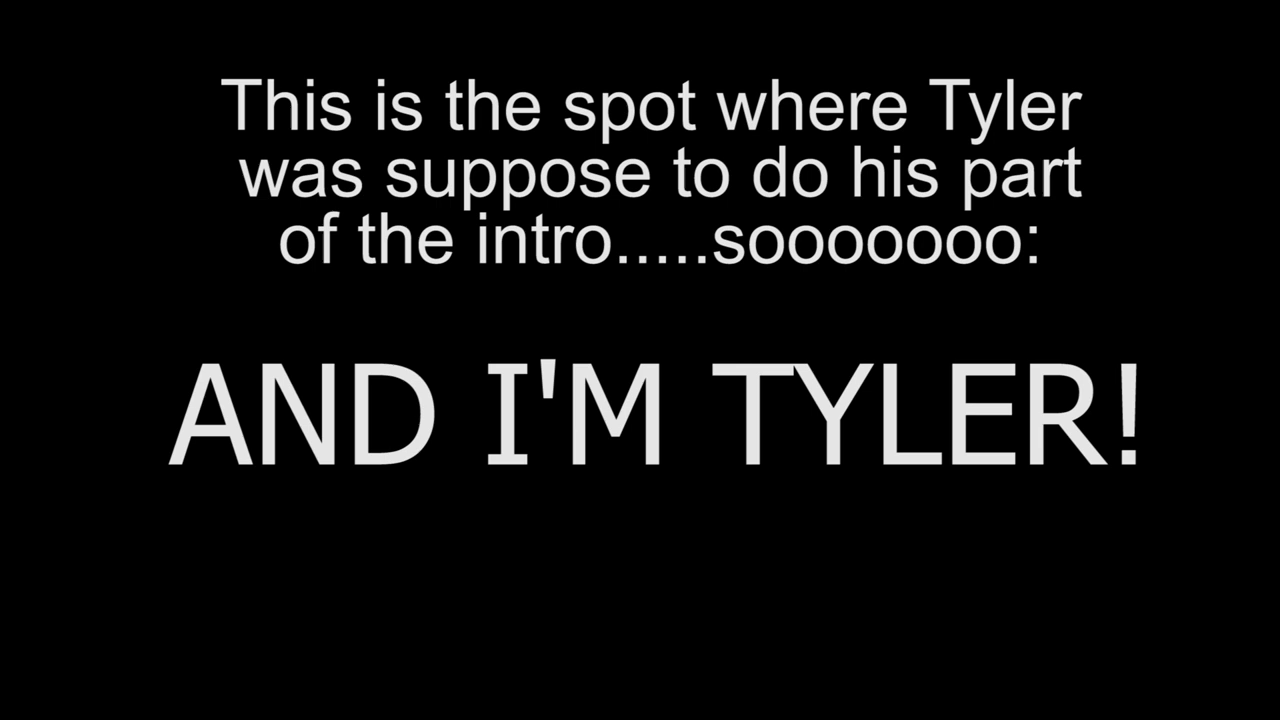 This is the spot where Tyler
was suppose to do his part
of the intro.....sooooooo:
AND I'M TYLER!